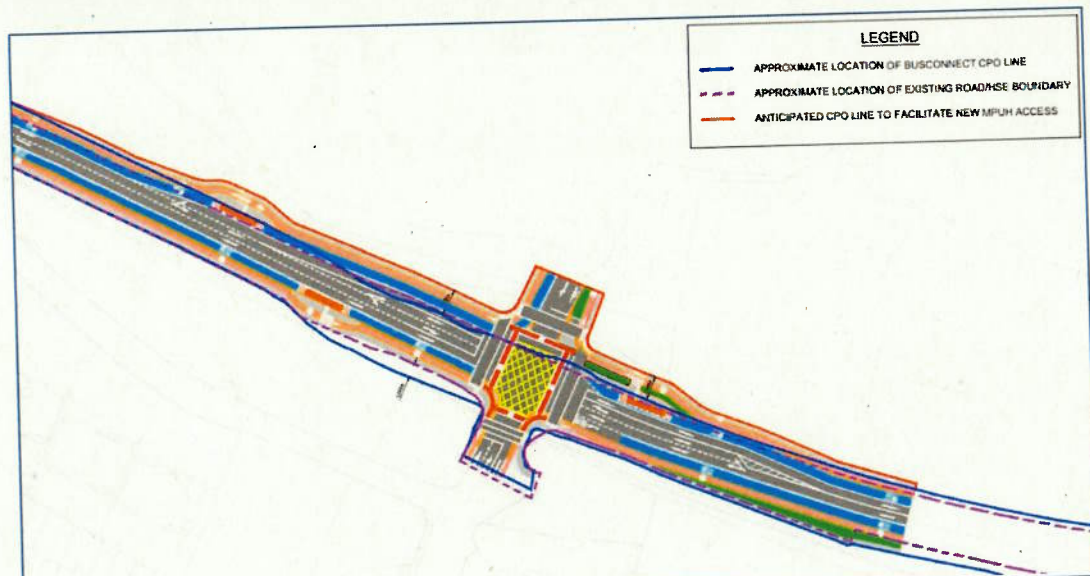 LEGEND
APPROXIMATE LOCATION OF BUSCONNECT CPO LINE
APPROXIMATE LOCATION OF EXISTING ROAD/HSE BOUNDARY
ANTICIPATED CPO LINE TO FACILITATE NEW MPUH ACCESS